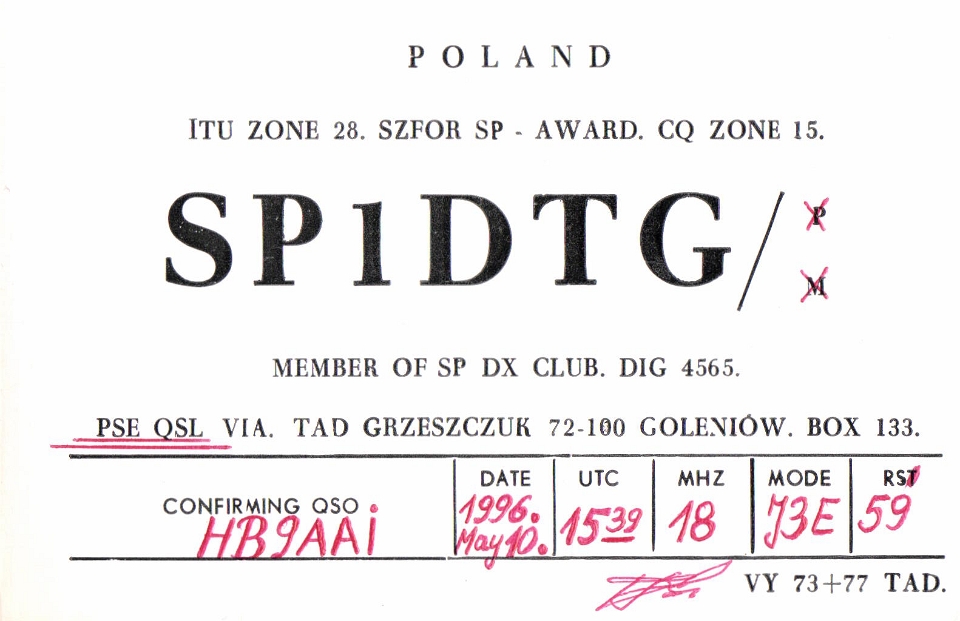 POLAND
ITU ZONE 28. SZFOR SP - AWARD. CQ ZONE 15.
SP1DTG/ P
M
MEMBER OF SP DX CLUB. DIG 4565.
PSE QSL VIA. TAD GRZESZCZUK 72-100 GOLENIÓW. BOX 133.
CONFIRMING QSO DATE UTC MHZ MODE RST
HB9AAi 1996. May 10. 15 39 18 J3E 59
VY 73+77 TAD.